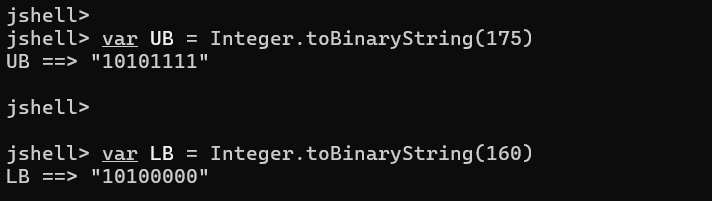 jshell>
jshell> var UB = Integer.toBinaryString(175)
UB ==> "10101111"
jshell>
jshell> var LB = Integer.toBinaryString(160)
LB ==> "10100000"